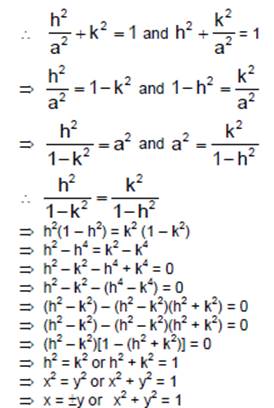 ∴ h²/a² + k² = 1 and h² + k²/a² = 1
⇒ h²/a² = 1 – k² and 1 – h² = k²/a²
⇒ h²/(1 – k²) = a² and a² = k²/(1 – h²)
∴ h²/(1 – k²) = k²/(1 – h²)
⇒ h²(1 – h²) = k² (1 – k²)
⇒ h² – h⁴ = k² – k⁴
⇒ h² – k² – h⁴ + k⁴ = 0
⇒ h² – k² – (h⁴ – k⁴) = 0
⇒ (h² – k²) – (h² – k²)(h² + k²) = 0
⇒ (h² – k²) – (h² – k²)(h² + k²) = 0
⇒ (h² – k²)[1 – (h² + k²)] = 0
⇒ h² = k² or h² + k² = 1
⇒ x² = y² or x² + y² = 1
⇒ x = ±y or x² + y² = 1